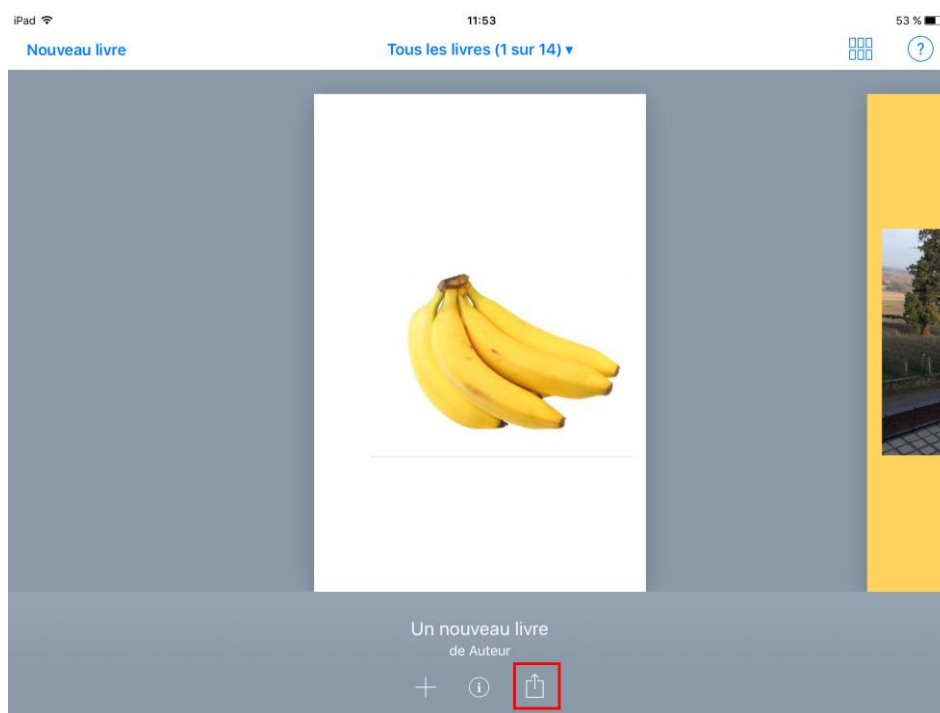 iPad
11:53
53 %
Nouveau livre
Tous les livres (1 sur 14) ▾
?
Un nouveau livre
de Auteur